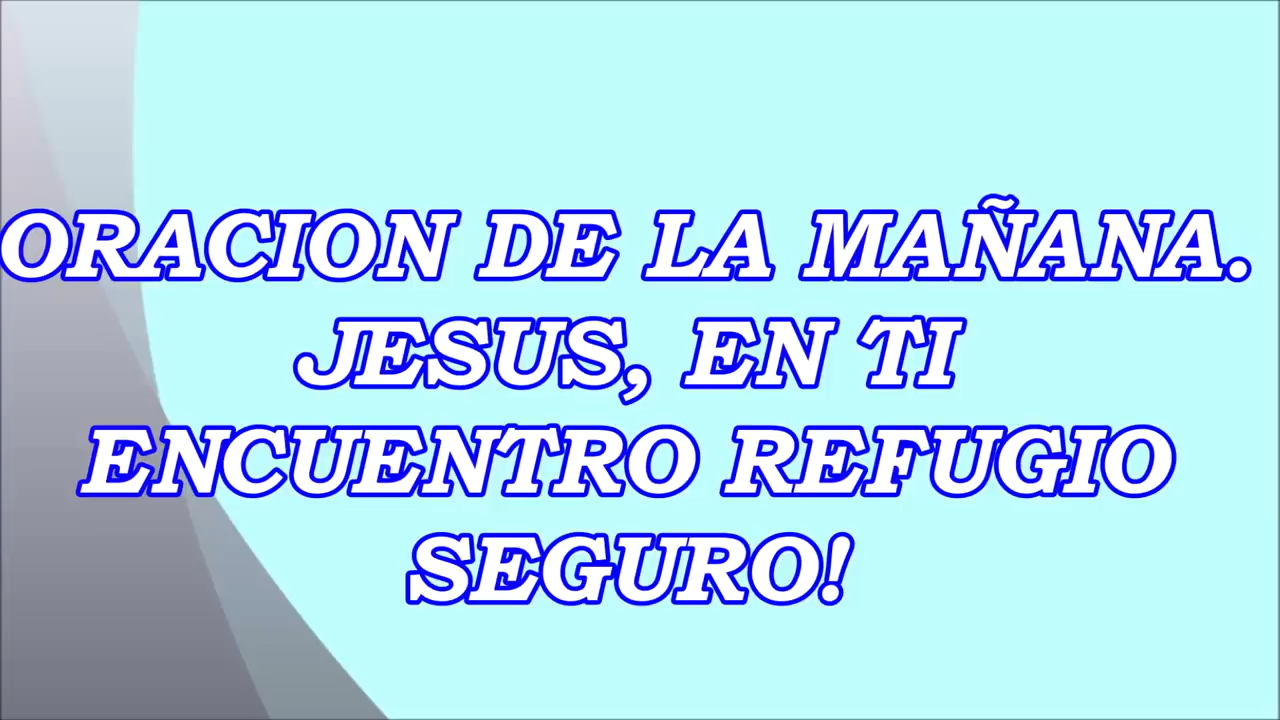 ORACION DE LA MAÑANA.
JESUS, EN TI
ENCUENTRO REFUGIO
SEGURO!